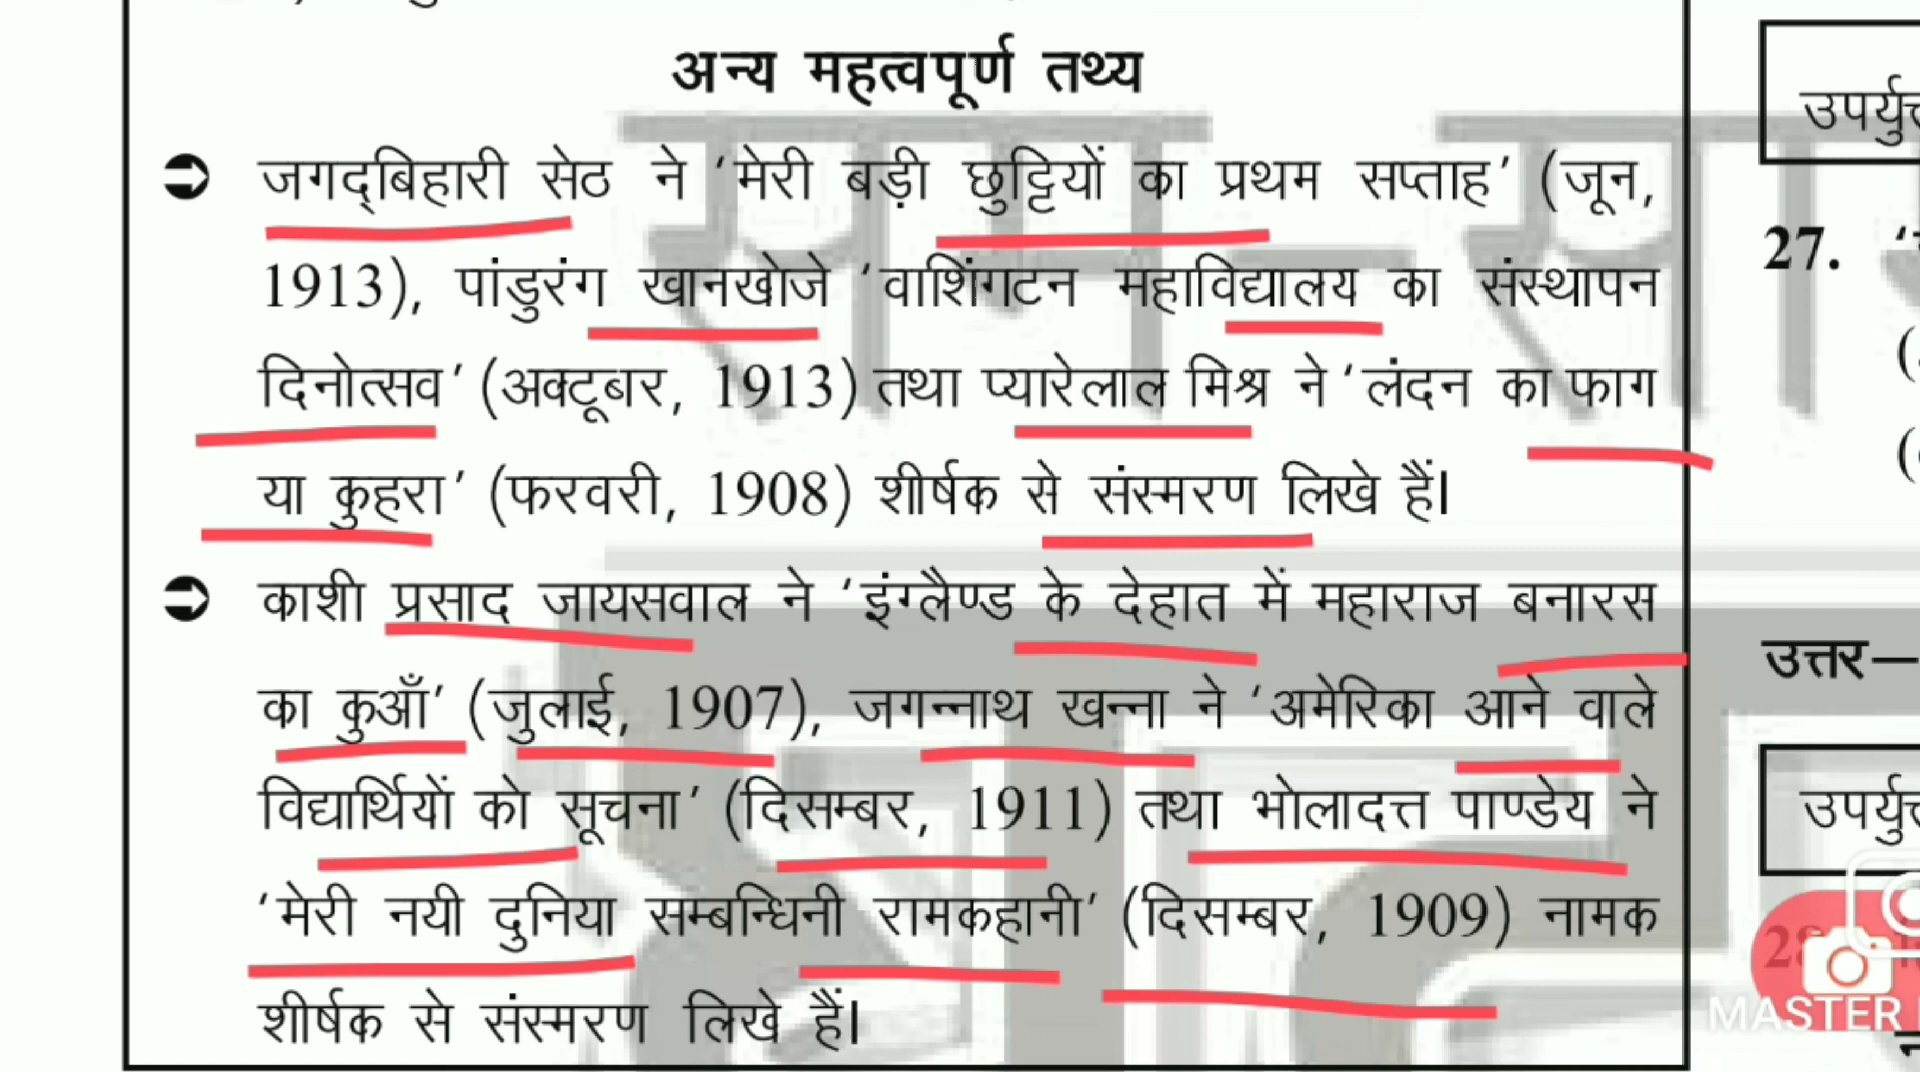 अन्य महत्वपूर्ण तथ्य
जगद्‌बिहारी सेठ ने ‘मेरी बड़ी छुट्टियों का प्रथम सप्ताह’ (जून,
1913), पांडुरंग खानखोजे ‘वाशिंगटन महाविद्यालय का संस्थापन
दिनोत्सव’ (अक्टूबर, 1913) तथा प्यारेलाल मिश्र ने ‘लंदन का फाग
या कुहरा’ (फरवरी, 1908) शीर्षक से संस्मरण लिखे हैं।
काशी प्रसाद जायसवाल ने ‘इंग्लैण्ड के देहात में महाराज बनारस
का कुआँ’ (जुलाई, 1907), जगन्नाथ खन्ना ने ‘अमेरिका आने वाले
विद्यार्थियों को सूचना’ (दिसम्बर, 1911) तथा भोलादत्त पाण्डेय ने
‘मेरी नयी दुनिया सम्बन्धिनी रामकहानी’ (दिसम्बर, 1909) नामक
शीर्षक से संस्मरण लिखे हैं।
27.
उत्तर–
28
MASTER